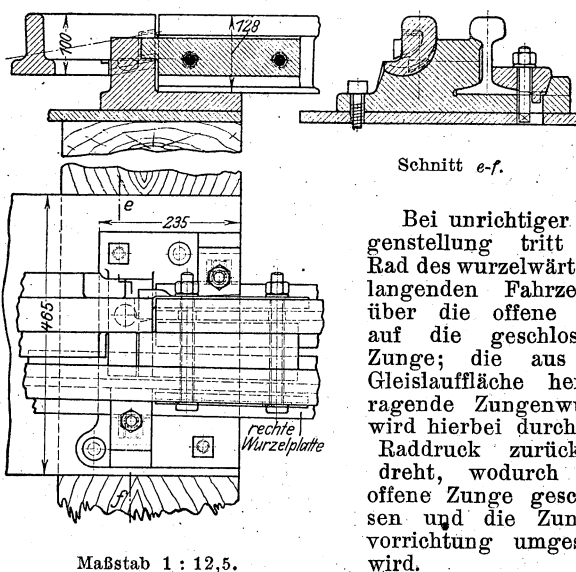 100
128
Schnitt e-f.
e
235
465
rechte
Wurzelplatte
f
Maßstab 1 : 12,5.
Bei unrichtiger
genstellung tritt
Rad des wurzelwärt
langenden Fahrze
über die offene
auf die geschlos
Zunge; die aus
Gleislauffläche he
ragende Zungenwu
wird hierbei durch
Raddruck zurück
dreht, wodurch
offene Zunge gesc
sen und die Zun
vorrichtung umges
wird.